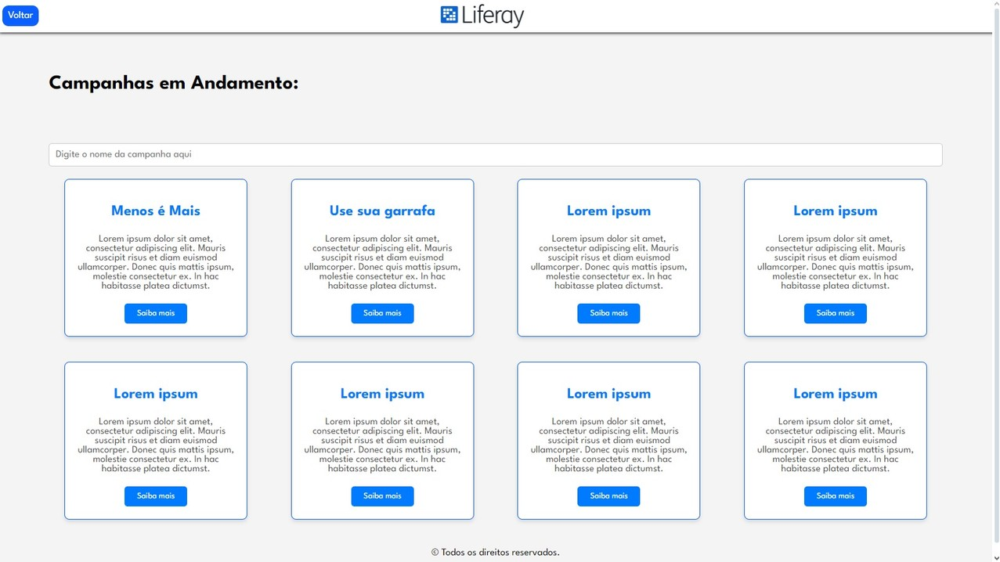 Voltar
Liferay
Campanhas em Andamento:
Digite o nome da campanha aqui
Menos é Mais
Lorem ipsum dolor sit amet,
consectetur adipiscing elit. Mauris
suscipit risus et diam euismod
ullamcorper. Donec quis mattis ipsum,
molestie consectetur ex. In hac
habitasse platea dictumst.
Saiba mais
Use sua garrafa
Lorem ipsum dolor sit amet,
consectetur adipiscing elit. Mauris
suscipit risus et diam euismod
ullamcorper. Donec quis mattis ipsum,
molestie consectetur ex. In hac
habitasse platea dictumst.
Saiba mais
Lorem ipsum
Lorem ipsum dolor sit amet,
consectetur adipiscing elit. Mauris
suscipit risus et diam euismod
ullamcorper. Donec quis mattis ipsum,
molestie consectetur ex. In hac
habitasse platea dictumst.
Saiba mais
Lorem ipsum
Lorem ipsum dolor sit amet,
consectetur adipiscing elit. Mauris
suscipit risus et diam euismod
ullamcorper. Donec quis mattis ipsum,
molestie consectetur ex. In hac
habitasse platea dictumst.
Saiba mais
Lorem ipsum
Lorem ipsum dolor sit amet,
consectetur adipiscing elit. Mauris
suscipit risus et diam euismod
ullamcorper. Donec quis mattis ipsum,
molestie consectetur ex. In hac
habitasse platea dictumst.
Saiba mais
Lorem ipsum
Lorem ipsum dolor sit amet,
consectetur adipiscing elit. Mauris
suscipit risus et diam euismod
ullamcorper. Donec quis mattis ipsum,
molestie consectetur ex. In hac
habitasse platea dictumst.
Saiba mais
Lorem ipsum
Lorem ipsum dolor sit amet,
consectetur adipiscing elit. Mauris
suscipit risus et diam euismod
ullamcorper. Donec quis mattis ipsum,
molestie consectetur ex. In hac
habitasse platea dictumst.
Saiba mais
Lorem ipsum
Lorem ipsum dolor sit amet,
consectetur adipiscing elit. Mauris
suscipit risus et diam euismod
ullamcorper. Donec quis mattis ipsum,
molestie consectetur ex. In hac
habitasse platea dictumst.
Saiba mais
© Todos os direitos reservados.